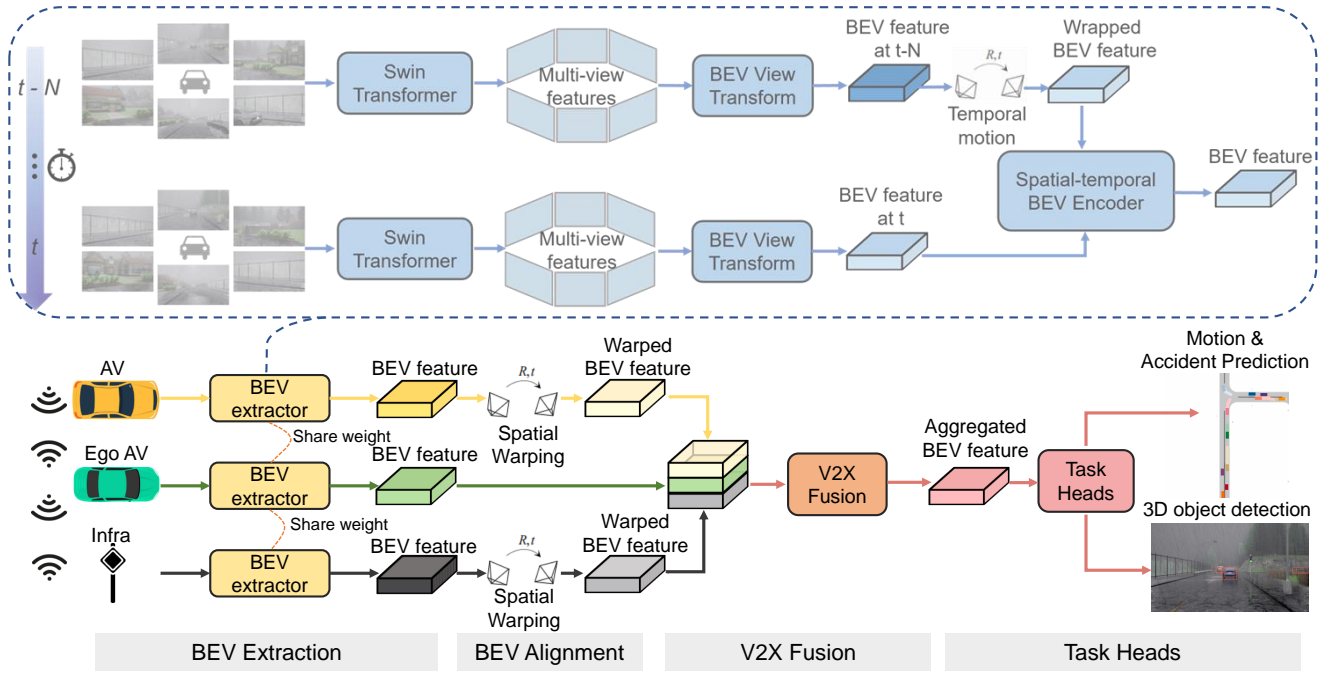 t - N
Swin
Transformer
Multi-view
features
BEV View
Transform
BEV feature
at t-N
R, t
Temporal
motion
Wrapped
BEV feature
Spatial-temporal
BEV Encoder
BEV feature
t
Swin
Transformer
Multi-view
features
BEV View
Transform
BEV feature
at t
AV
BEV
extractor
BEV feature
R, t
Spatial
Warping
Warped
BEV feature
Share weight
Ego AV
BEV
extractor
BEV feature
Share weight
Infra
BEV
extractor
BEV feature
R, t
Spatial
Warping
Warped
BEV feature
V2X
Fusion
Aggregated
BEV feature
Task
Heads
Motion &
Accident Prediction
3D object detection
BEV Extraction
BEV Alignment
V2X Fusion
Task Heads